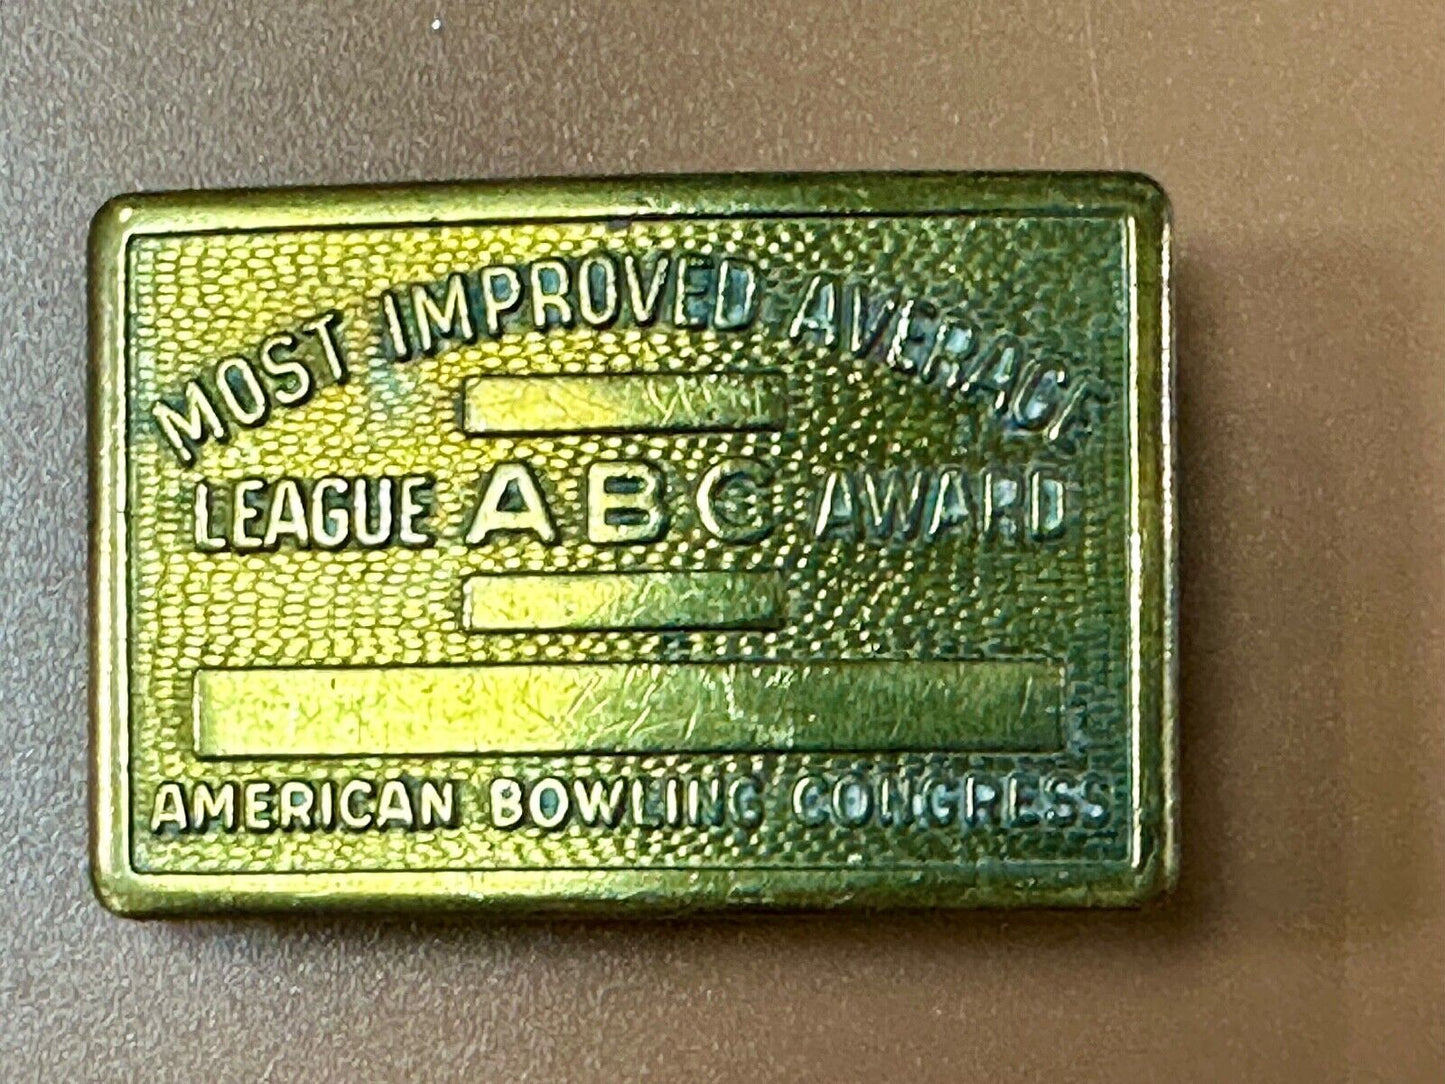 MOST IMPROVED AVERAGE
LEAGUE ABC AWARD
AMERICAN BOWLING CONGRESS